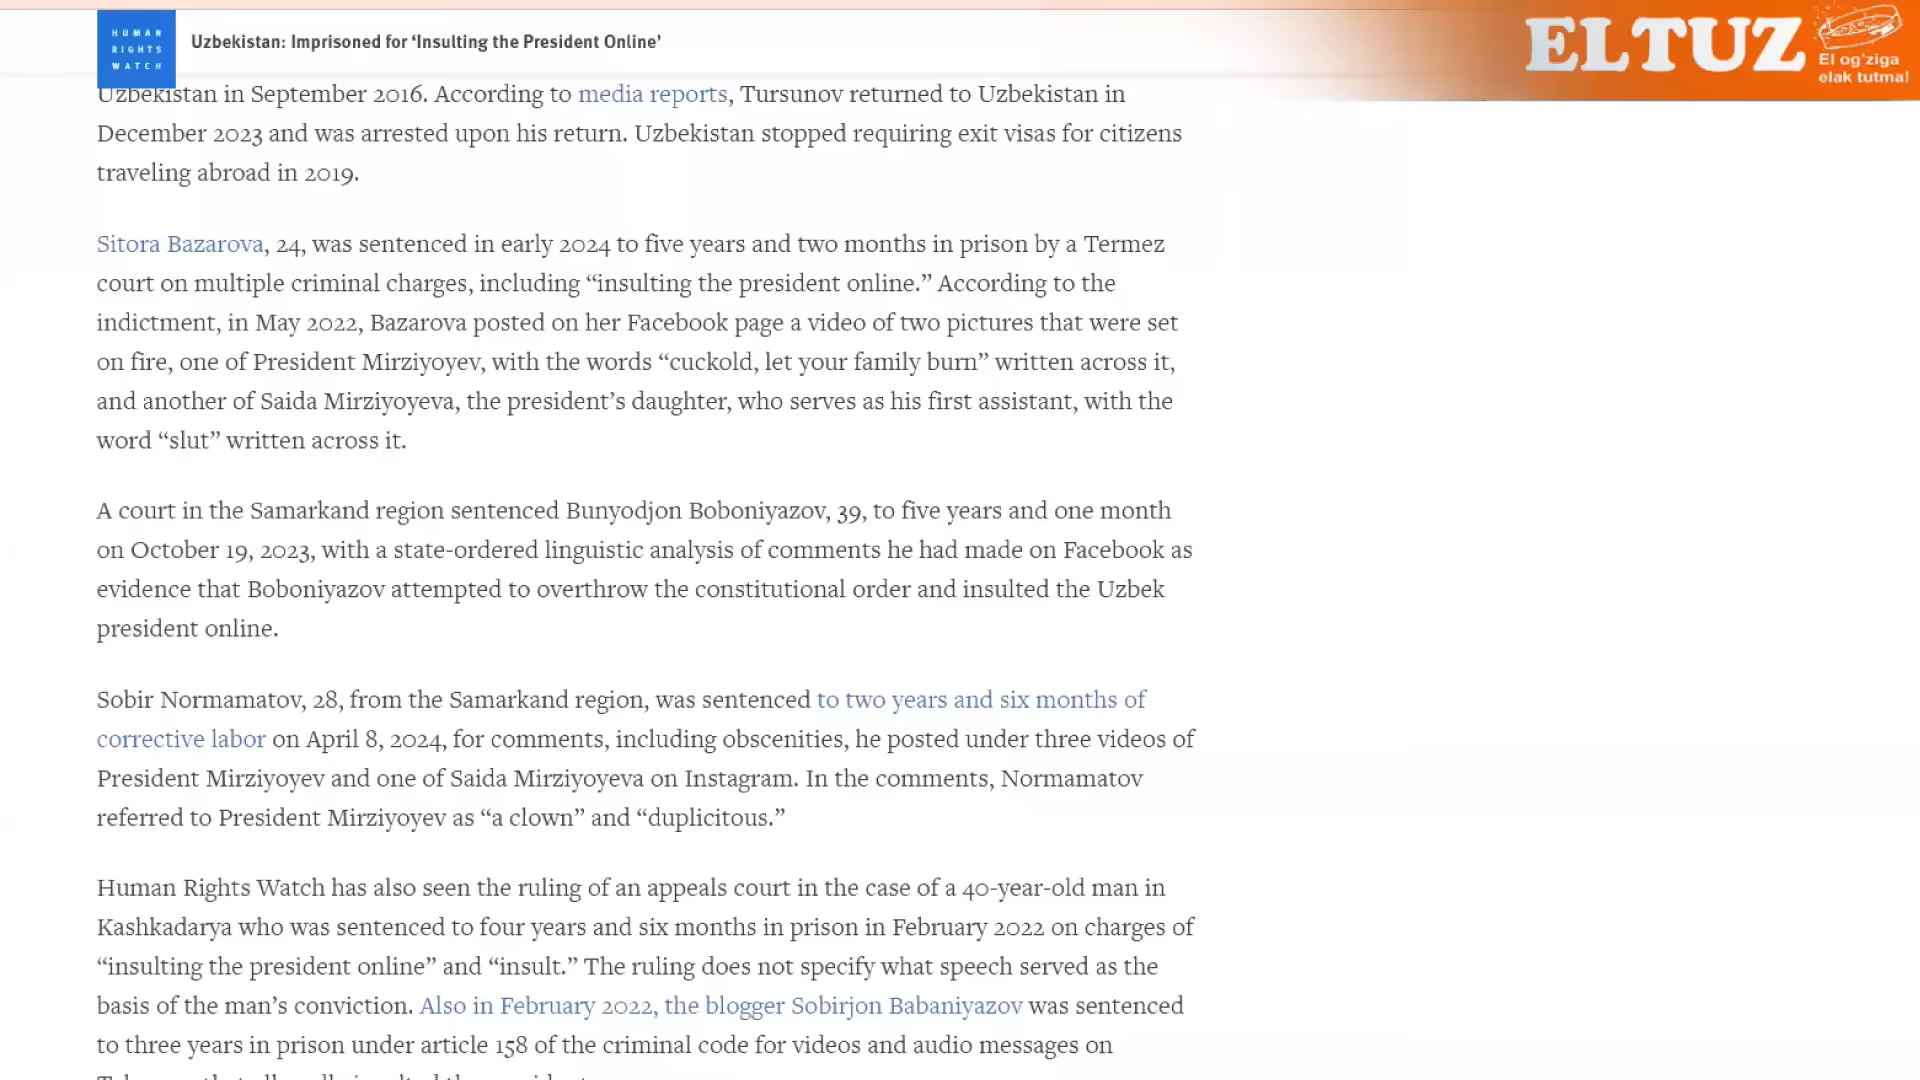 HUMAN
RIGHTS
WATCH
Uzbekistan: Imprisoned for ‘Insulting the President Online’
ELTUZ
El og'ziga
elak tutma!
Uzbekistan in September 2016. According to media reports, Tursunov returned to Uzbekistan in
December 2023 and was arrested upon his return. Uzbekistan stopped requiring exit visas for citizens
traveling abroad in 2019.
Sitora Bazarova, 24, was sentenced in early 2024 to five years and two months in prison by a Termez
court on multiple criminal charges, including “insulting the president online.” According to the
indictment, in May 2022, Bazarova posted on her Facebook page a video of two pictures that were set
on fire, one of President Mirziyoyev, with the words “cuckold, let your family burn” written across it,
and another of Saida Mirziyoyeva, the president’s daughter, who serves as his first assistant, with the
word “slut” written across it.
A court in the Samarkand region sentenced Bunyodjon Boboniyazov, 39, to five years and one month
on October 19, 2023, with a state-ordered linguistic analysis of comments he had made on Facebook as
evidence that Boboniyazov attempted to overthrow the constitutional order and insulted the Uzbek
president online.
Sobir Normamatov, 28, from the Samarkand region, was sentenced to two years and six months of
corrective labor on April 8, 2024, for comments, including obscenities, he posted under three videos of
President Mirziyoyev and one of Saida Mirziyoyeva on Instagram. In the comments, Normamatov
referred to President Mirziyoyev as “a clown” and “duplicitous.”
Human Rights Watch has also seen the ruling of an appeals court in the case of a 40-year-old man in
Kashkadarya who was sentenced to four years and six months in prison in February 2022 on charges of
“insulting the president online” and “insult.” The ruling does not specify what speech served as the
basis of the man’s conviction. Also in February 2022, the blogger Sobirjon Babaniyazov was sentenced
to three years in prison under article 158 of the criminal code for videos and audio messages on